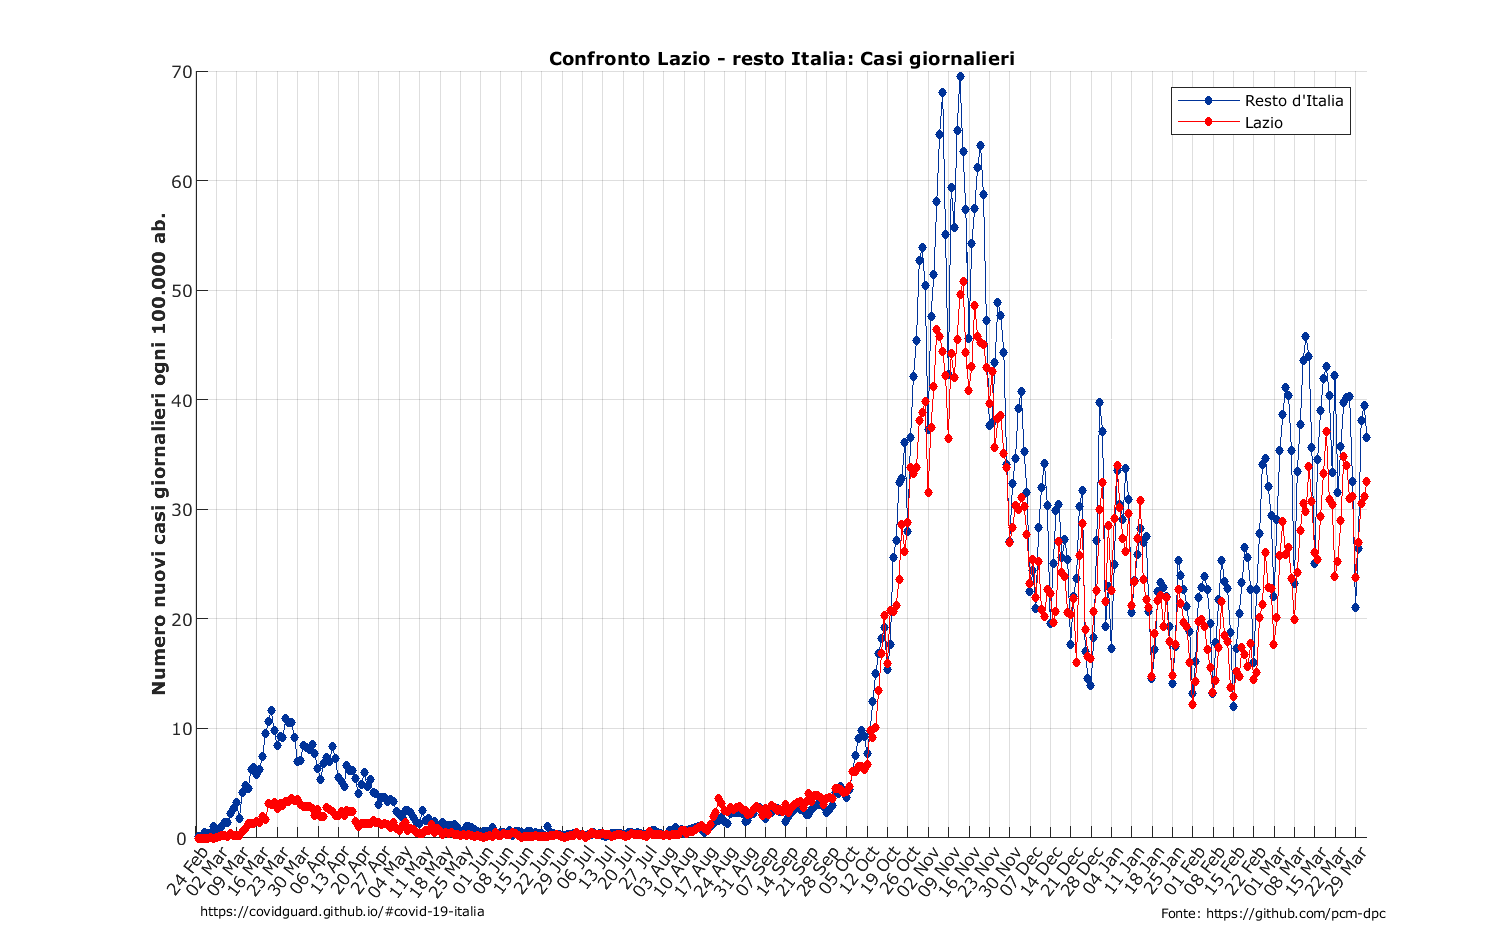 Confronto Lazio - resto Italia: Casi giornalieri
Resto d'Italia
Lazio
Numero nuovi casi giornalieri ogni 100.000 ab.
70
60
50
40
30
20
10
0
24 Feb
02 Mar
09 Mar
16 Mar
23 Mar
30 Mar
06 Apr
13 Apr
20 Apr
27 Apr
04 May
11 May
18 May
25 May
01 Jun
08 Jun
15 Jun
22 Jun
29 Jun
06 Jul
13 Jul
20 Jul
27 Jul
03 Aug
10 Aug
17 Aug
24 Aug
31 Aug
07 Sep
14 Sep
21 Sep
28 Sep
05 Oct
12 Oct
19 Oct
26 Oct
02 Nov
09 Nov
16 Nov
23 Nov
30 Nov
07 Dec
14 Dec
21 Dec
28 Dec
04 Jan
11 Jan
18 Jan
25 Jan
01 Feb
08 Feb
15 Feb
22 Feb
01 Mar
08 Mar
15 Mar
22 Mar
29 Mar
https://covidguard.github.io/#covid-19-italia
Fonte: https://github.com/pcm-dpc